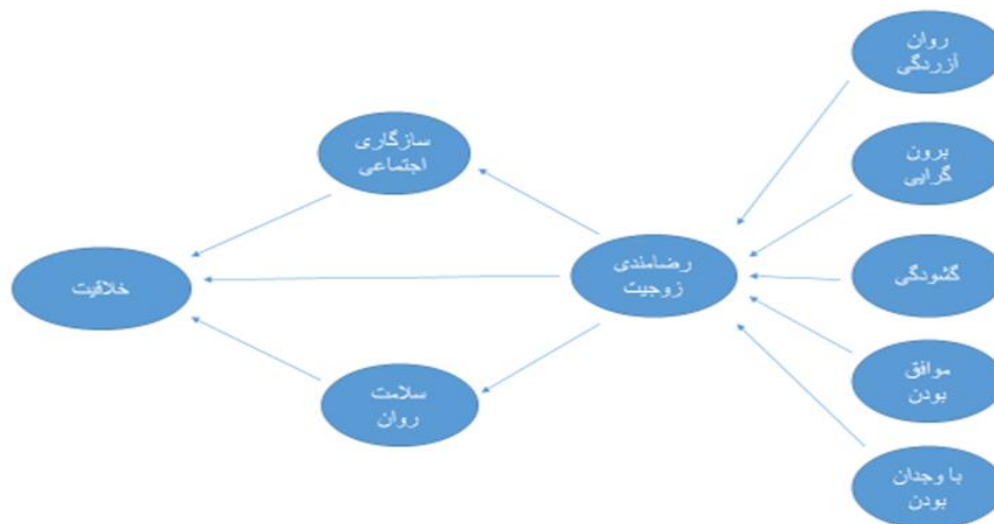 روان
آزردگی
برون
گرایی
گشودگی
موافق
بودن
با وجدان
بودن
رضامندی
زوجیت
سازگاری
اجتماعی
سلامت
روان
خلاقیت